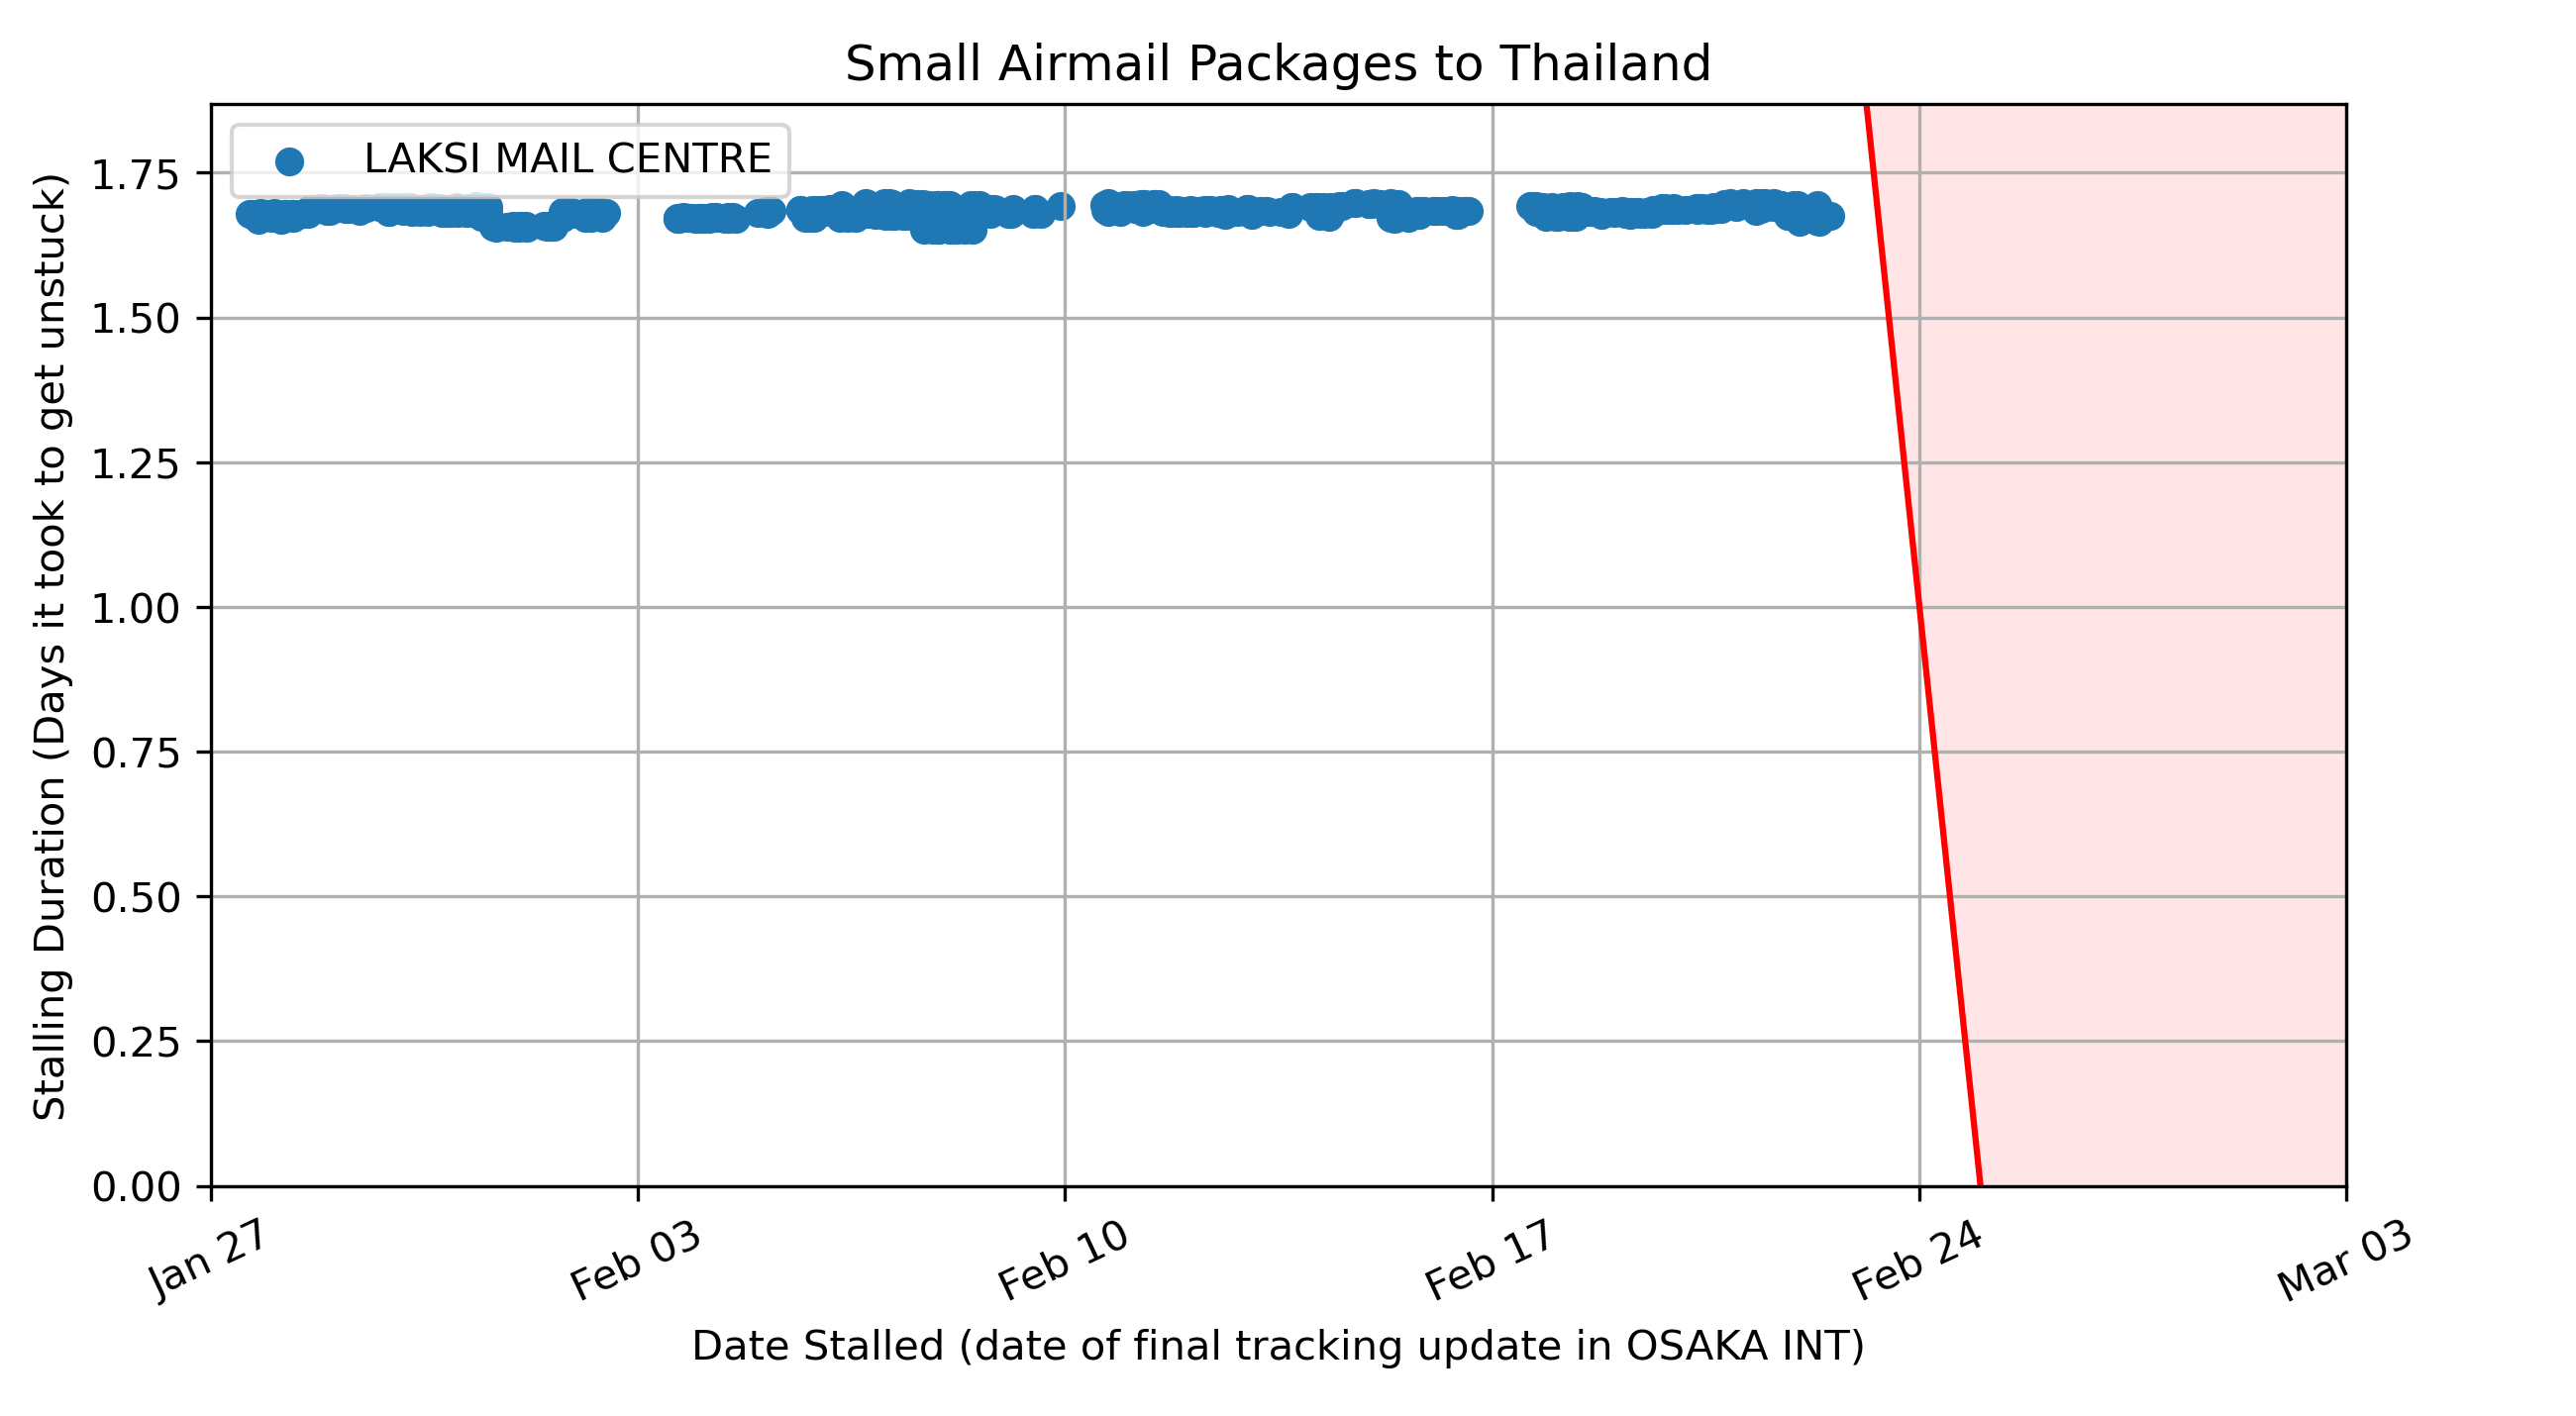 Small Airmail Packages to Thailand
LAKSI MAIL CENTRE
Stalling Duration (Days it took to get unstuck)
1.75
1.50
1.25
1.00
0.75
0.50
0.25
0.00
Jan 27
Feb 03
Feb 10
Feb 17
Feb 24
Mar 03
Date Stalled (date of final tracking update in OSAKA INT)